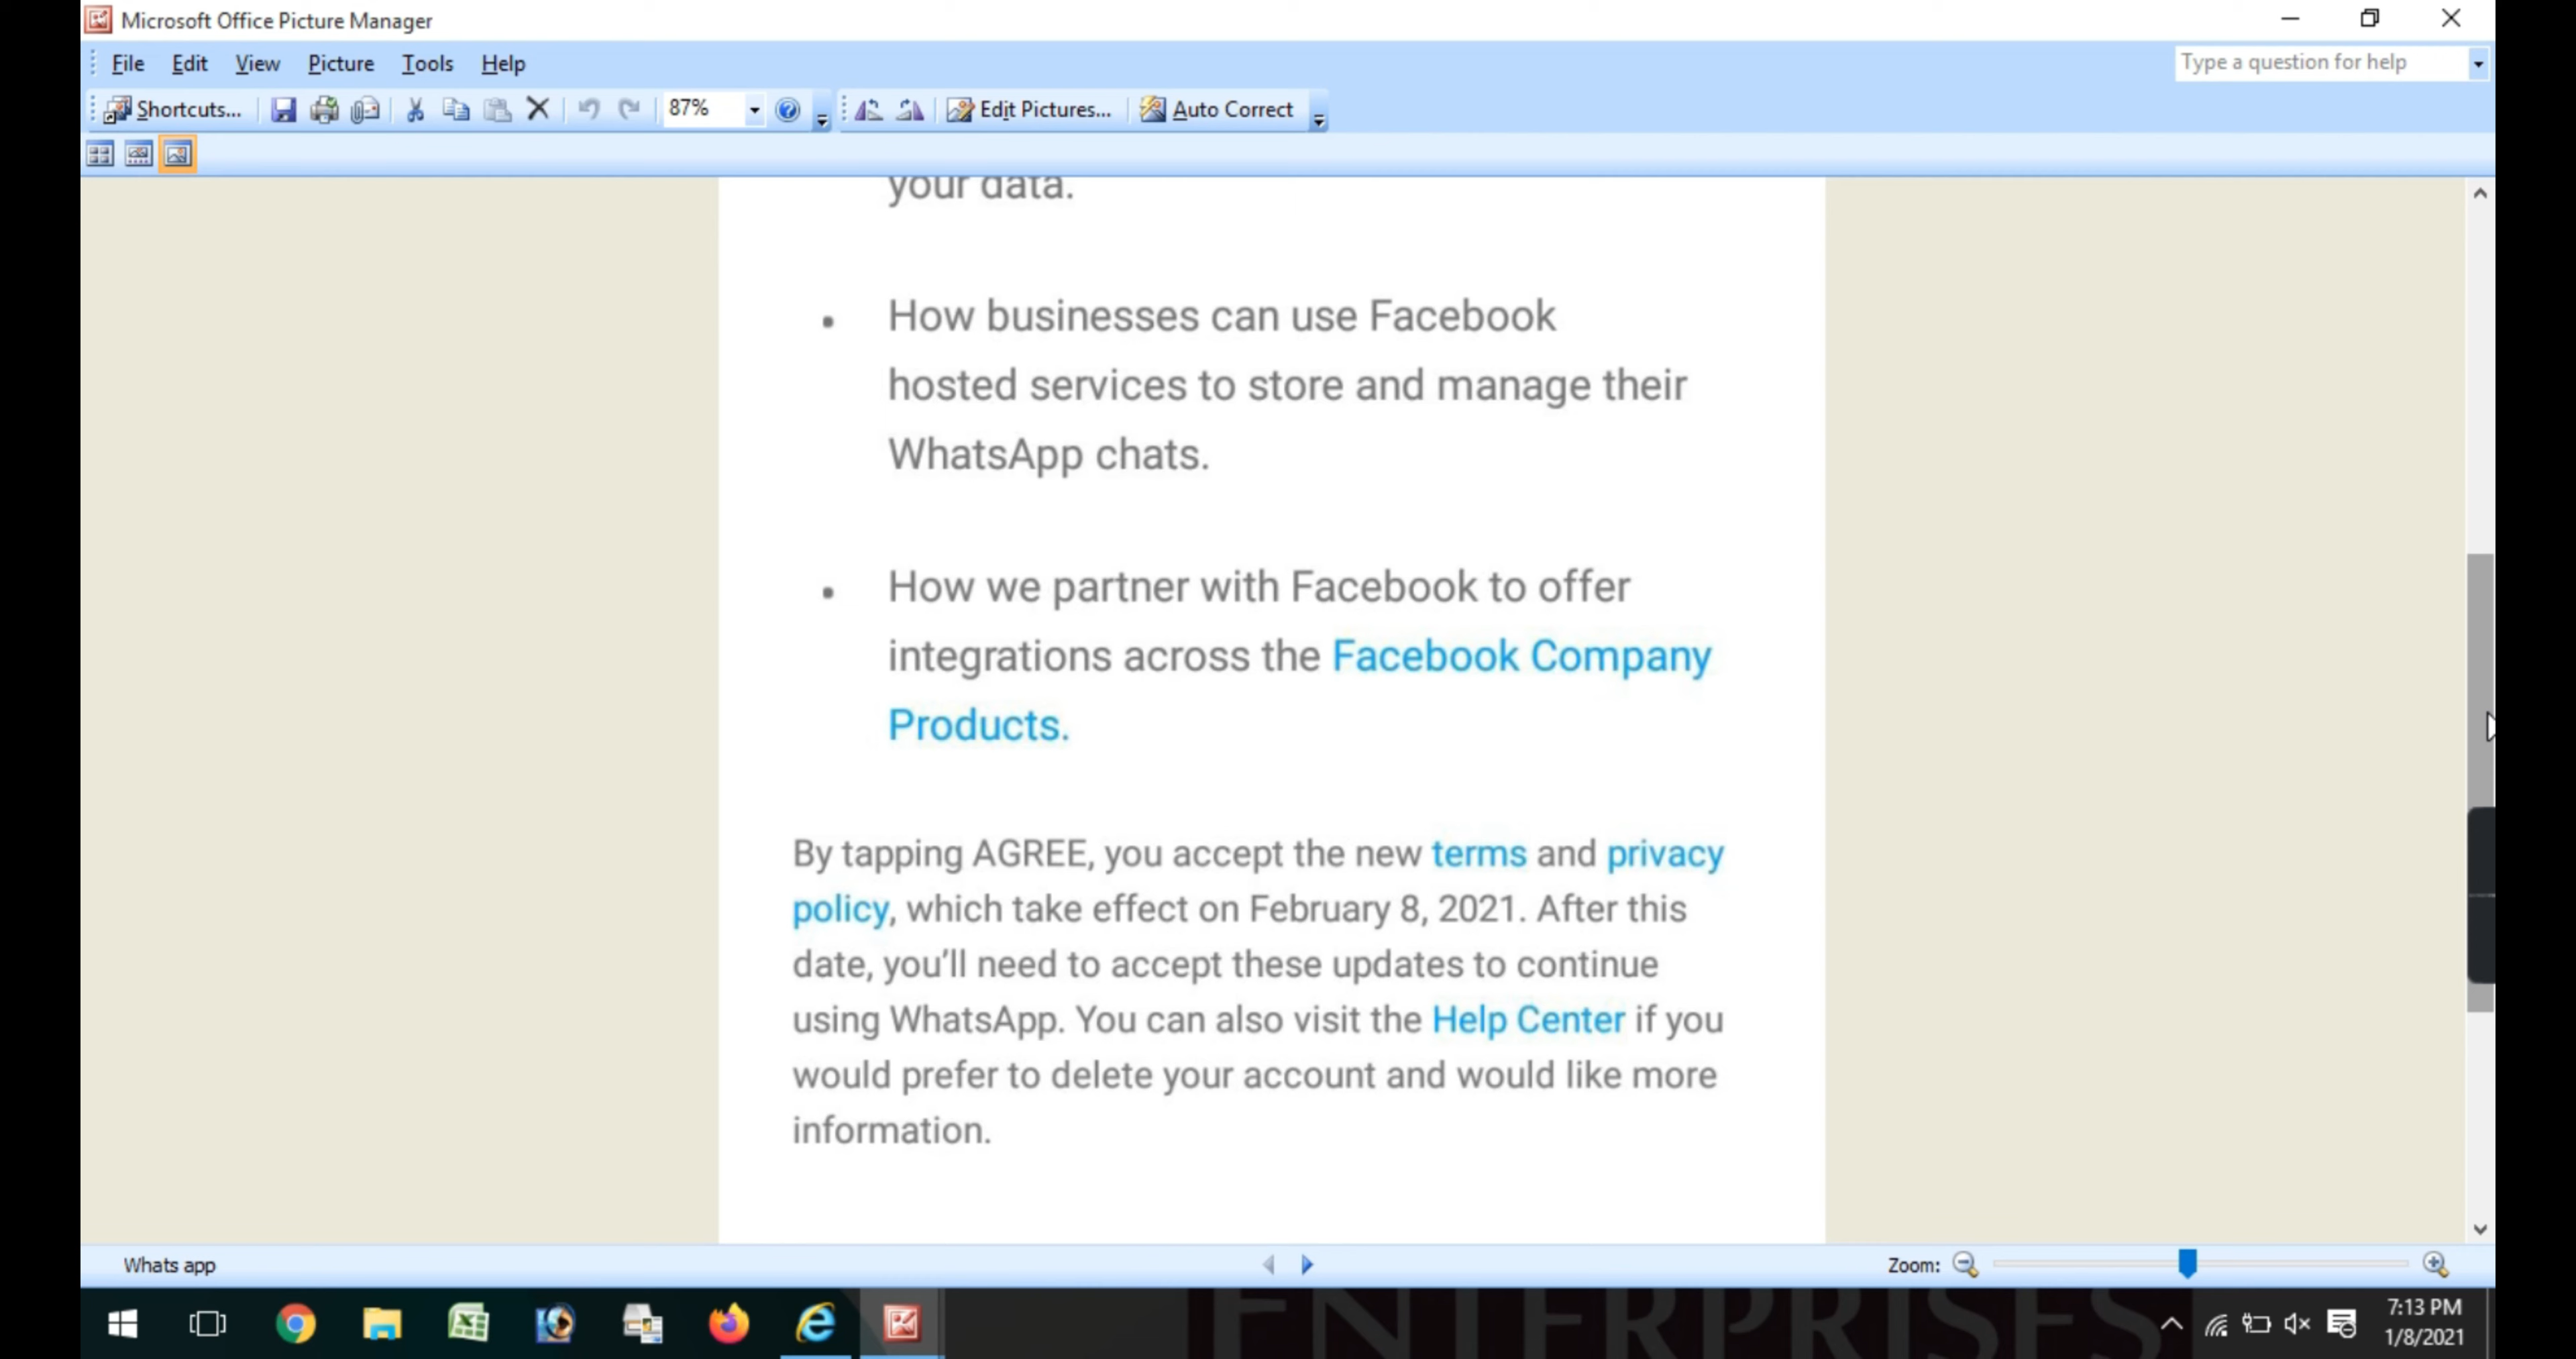 Microsoft Office Picture Manager
File Edit View Picture Tools Help
Type a question for help
Shortcuts... 87% Edit Pictures... Auto Correct
your data.
How businesses can use Facebook
hosted services to store and manage their
WhatsApp chats.
How we partner with Facebook to offer
integrations across the Facebook Company
Products.
By tapping AGREE, you accept the new terms and privacy
policy, which take effect on February 8, 2021. After this
date, you'll need to accept these updates to continue
using WhatsApp. You can also visit the Help Center if you
would prefer to delete your account and would like more
information.
Whats app
Zoom:
ENTERPRISES
7:13 PM
1/8/2021